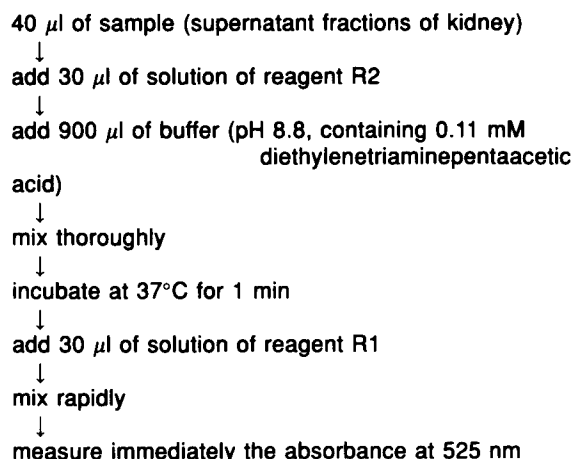 40 μl of sample (supernatant fractions of kidney)
↓
add 30 μl of solution of reagent R2
↓
add 900 μl of buffer (pH 8.8, containing 0.11 mM
diethylenetriaminepentaacetic
acid)
↓
mix thoroughly
↓
incubate at 37°C for 1 min
↓
add 30 μl of solution of reagent R1
↓
mix rapidly
↓
measure immediately the absorbance at 525 nm